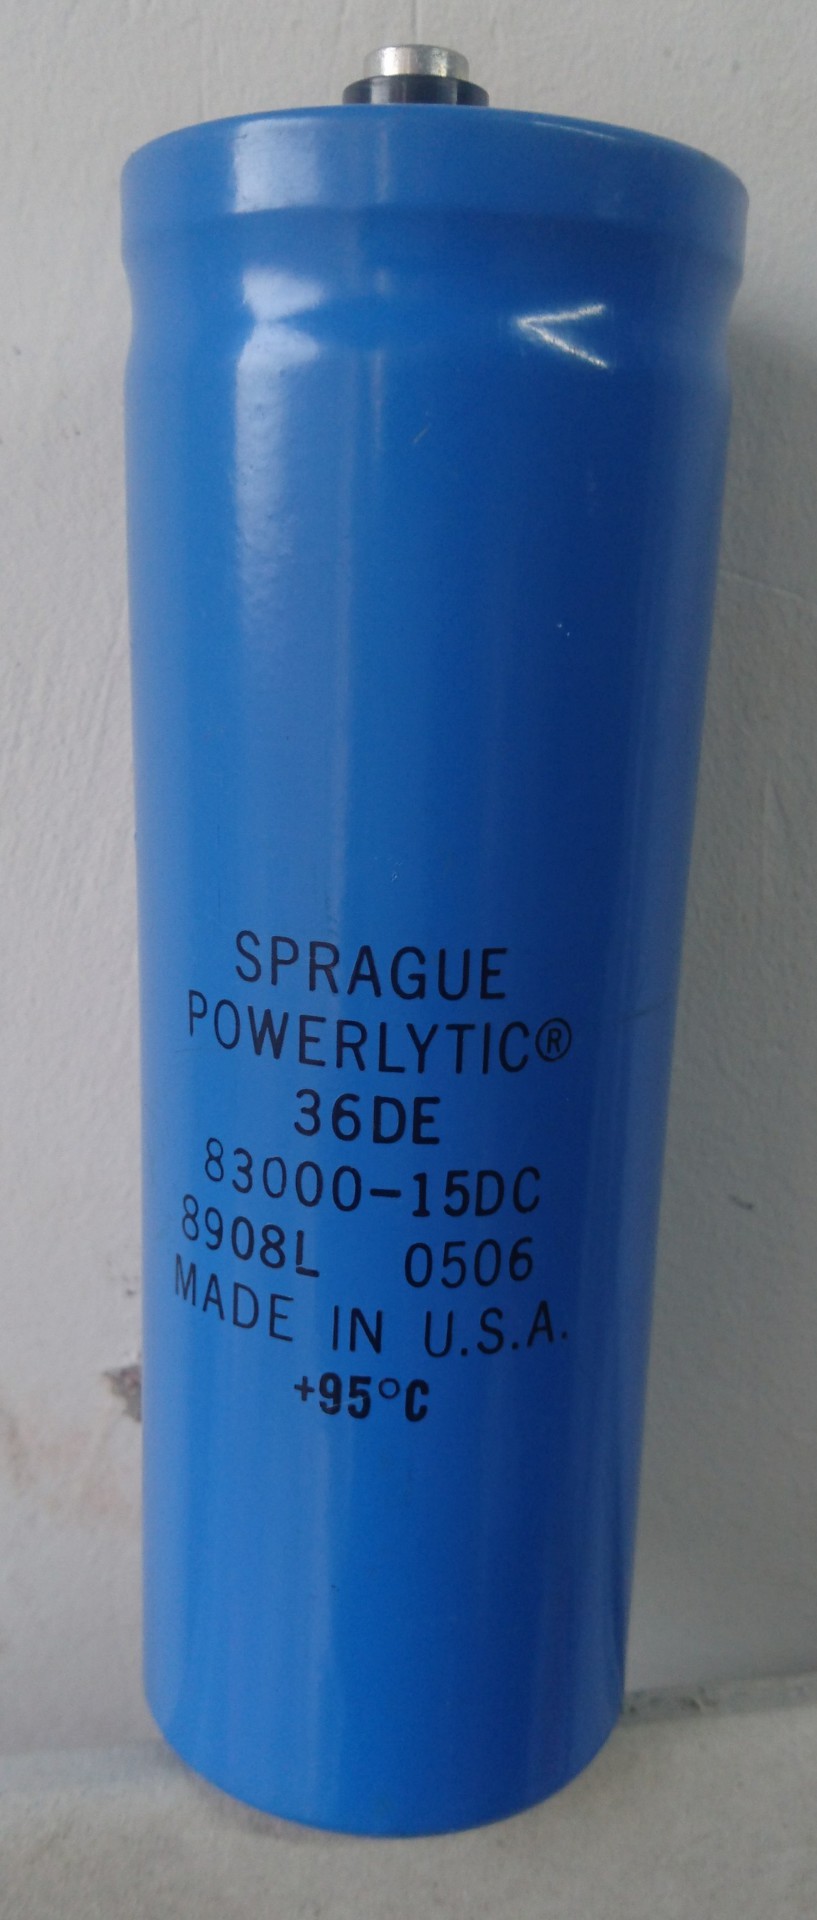 SPRAGUE
POWERLYTIC®
36DE
83000-15DC
8908L 0506
MADE IN U.S.A.
+95°C